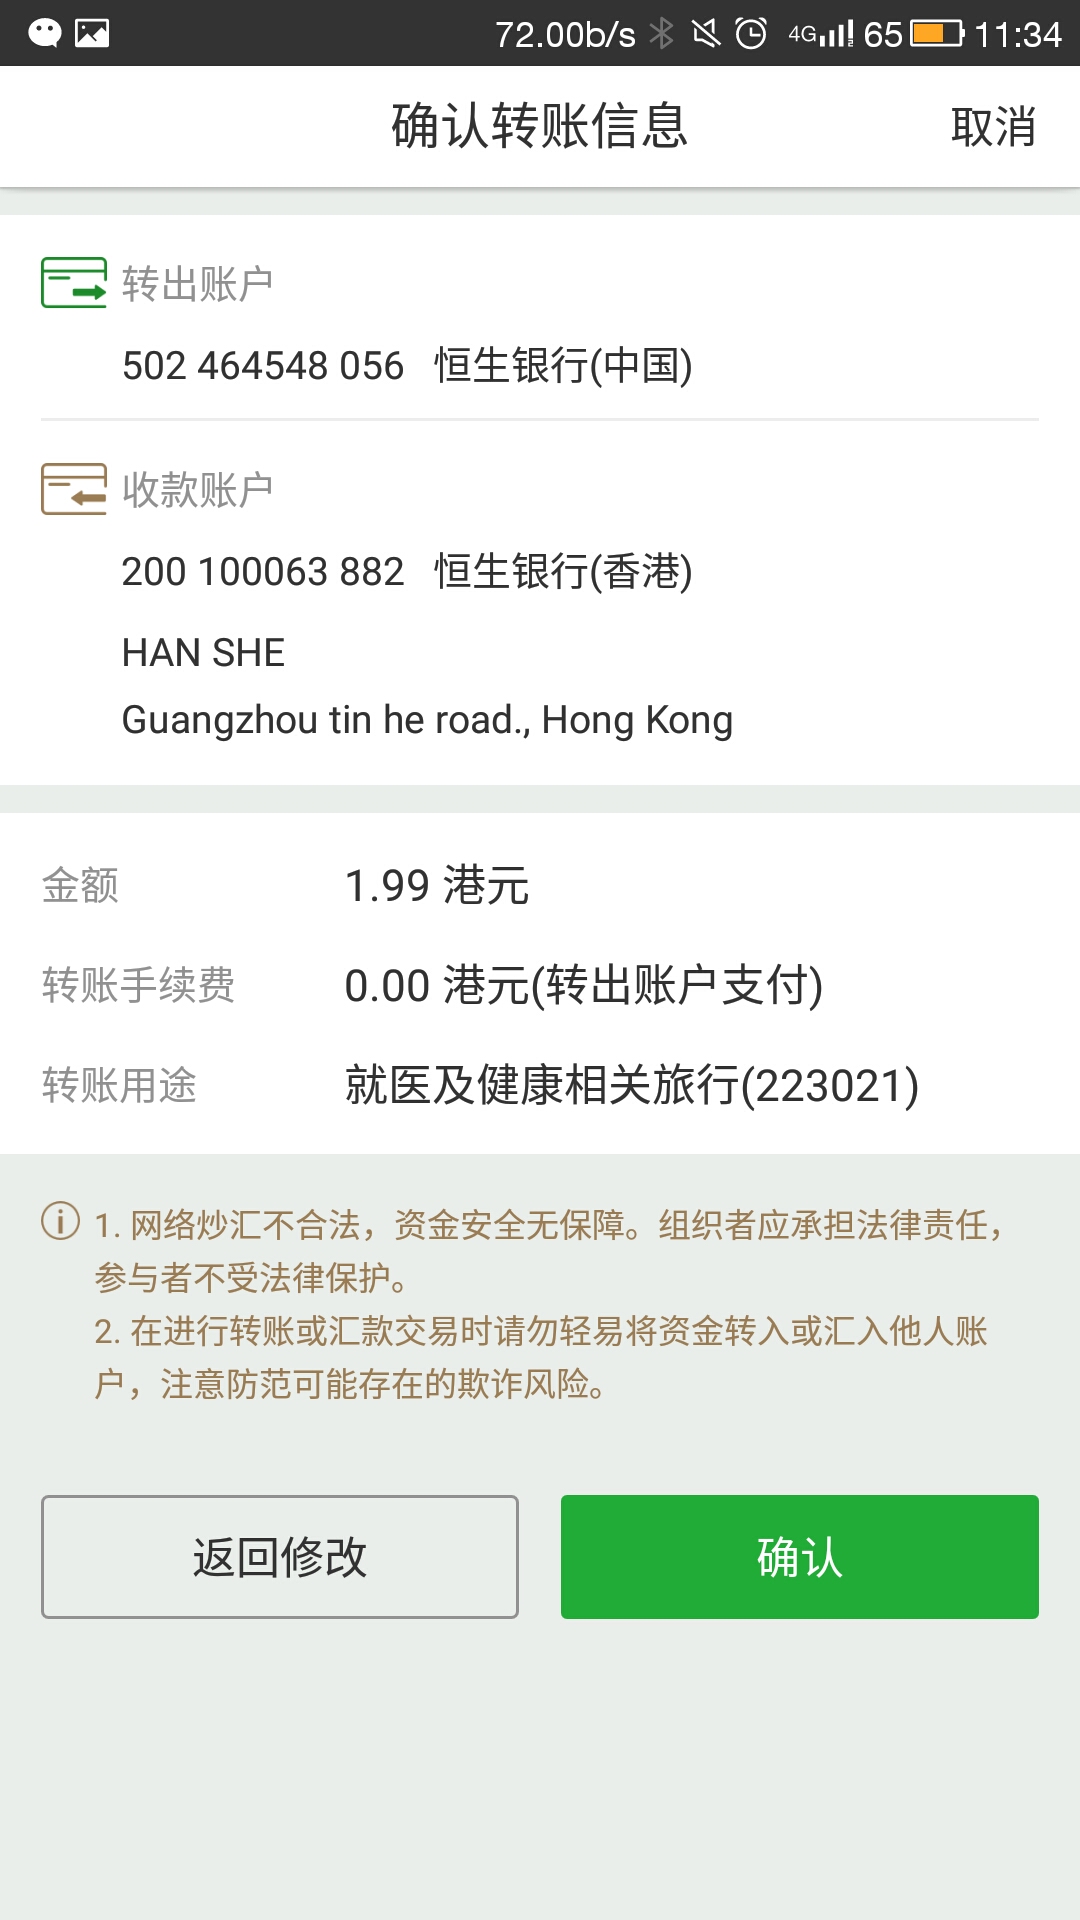 72.00b/s 4G 65 11:34
确认转账信息 取消
转出账户
502 464548 056 恒生银行(中国)
收款账户
200 100063 882 恒生银行(香港)
HAN SHE
Guangzhou tin he road., Hong Kong
金额 1.99 港元
转账手续费 0.00 港元(转出账户支付)
转账用途 就医及健康相关旅行(223021)
1. 网络炒汇不合法，资金安全无保障。组织者应承担法律责任，
参与者不受法律保护。
2. 在进行转账或汇款交易时请勿轻易将资金转入或汇入他人账
户，注意防范可能存在的欺诈风险。
返回修改 确认